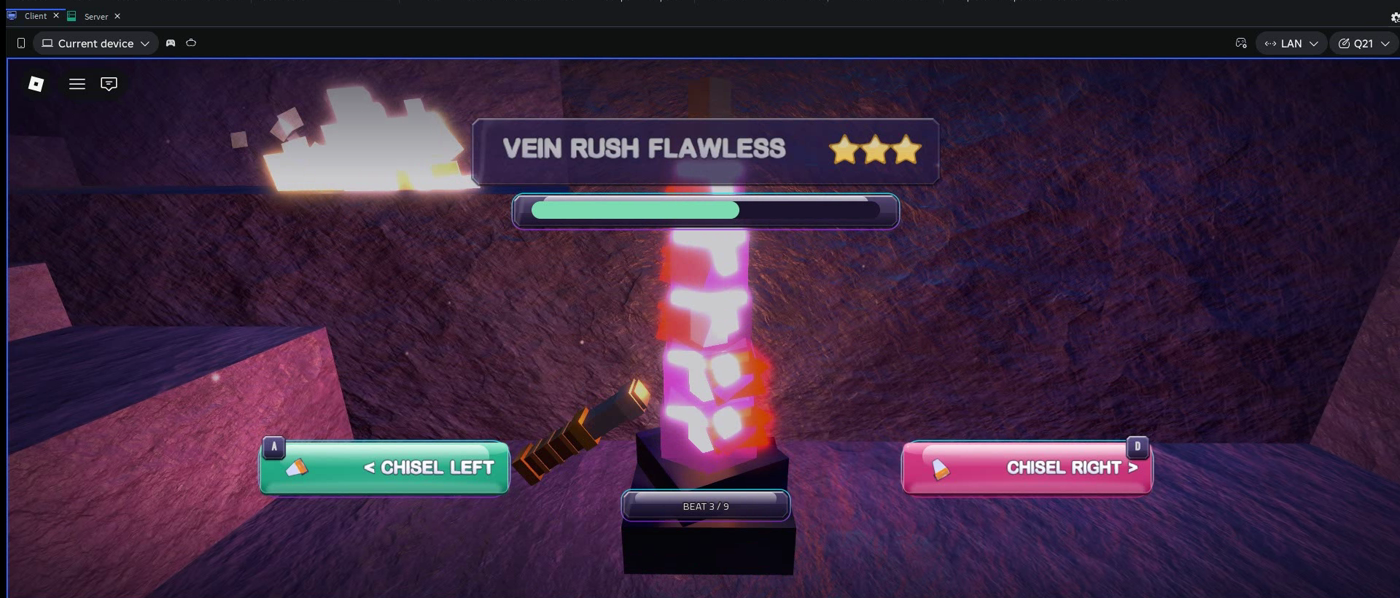 Client
Server
Current device
LAN
Q21
VEIN RUSH FLAWLESS
A
< CHISEL LEFT
D
CHISEL RIGHT >
BEAT 3 / 9